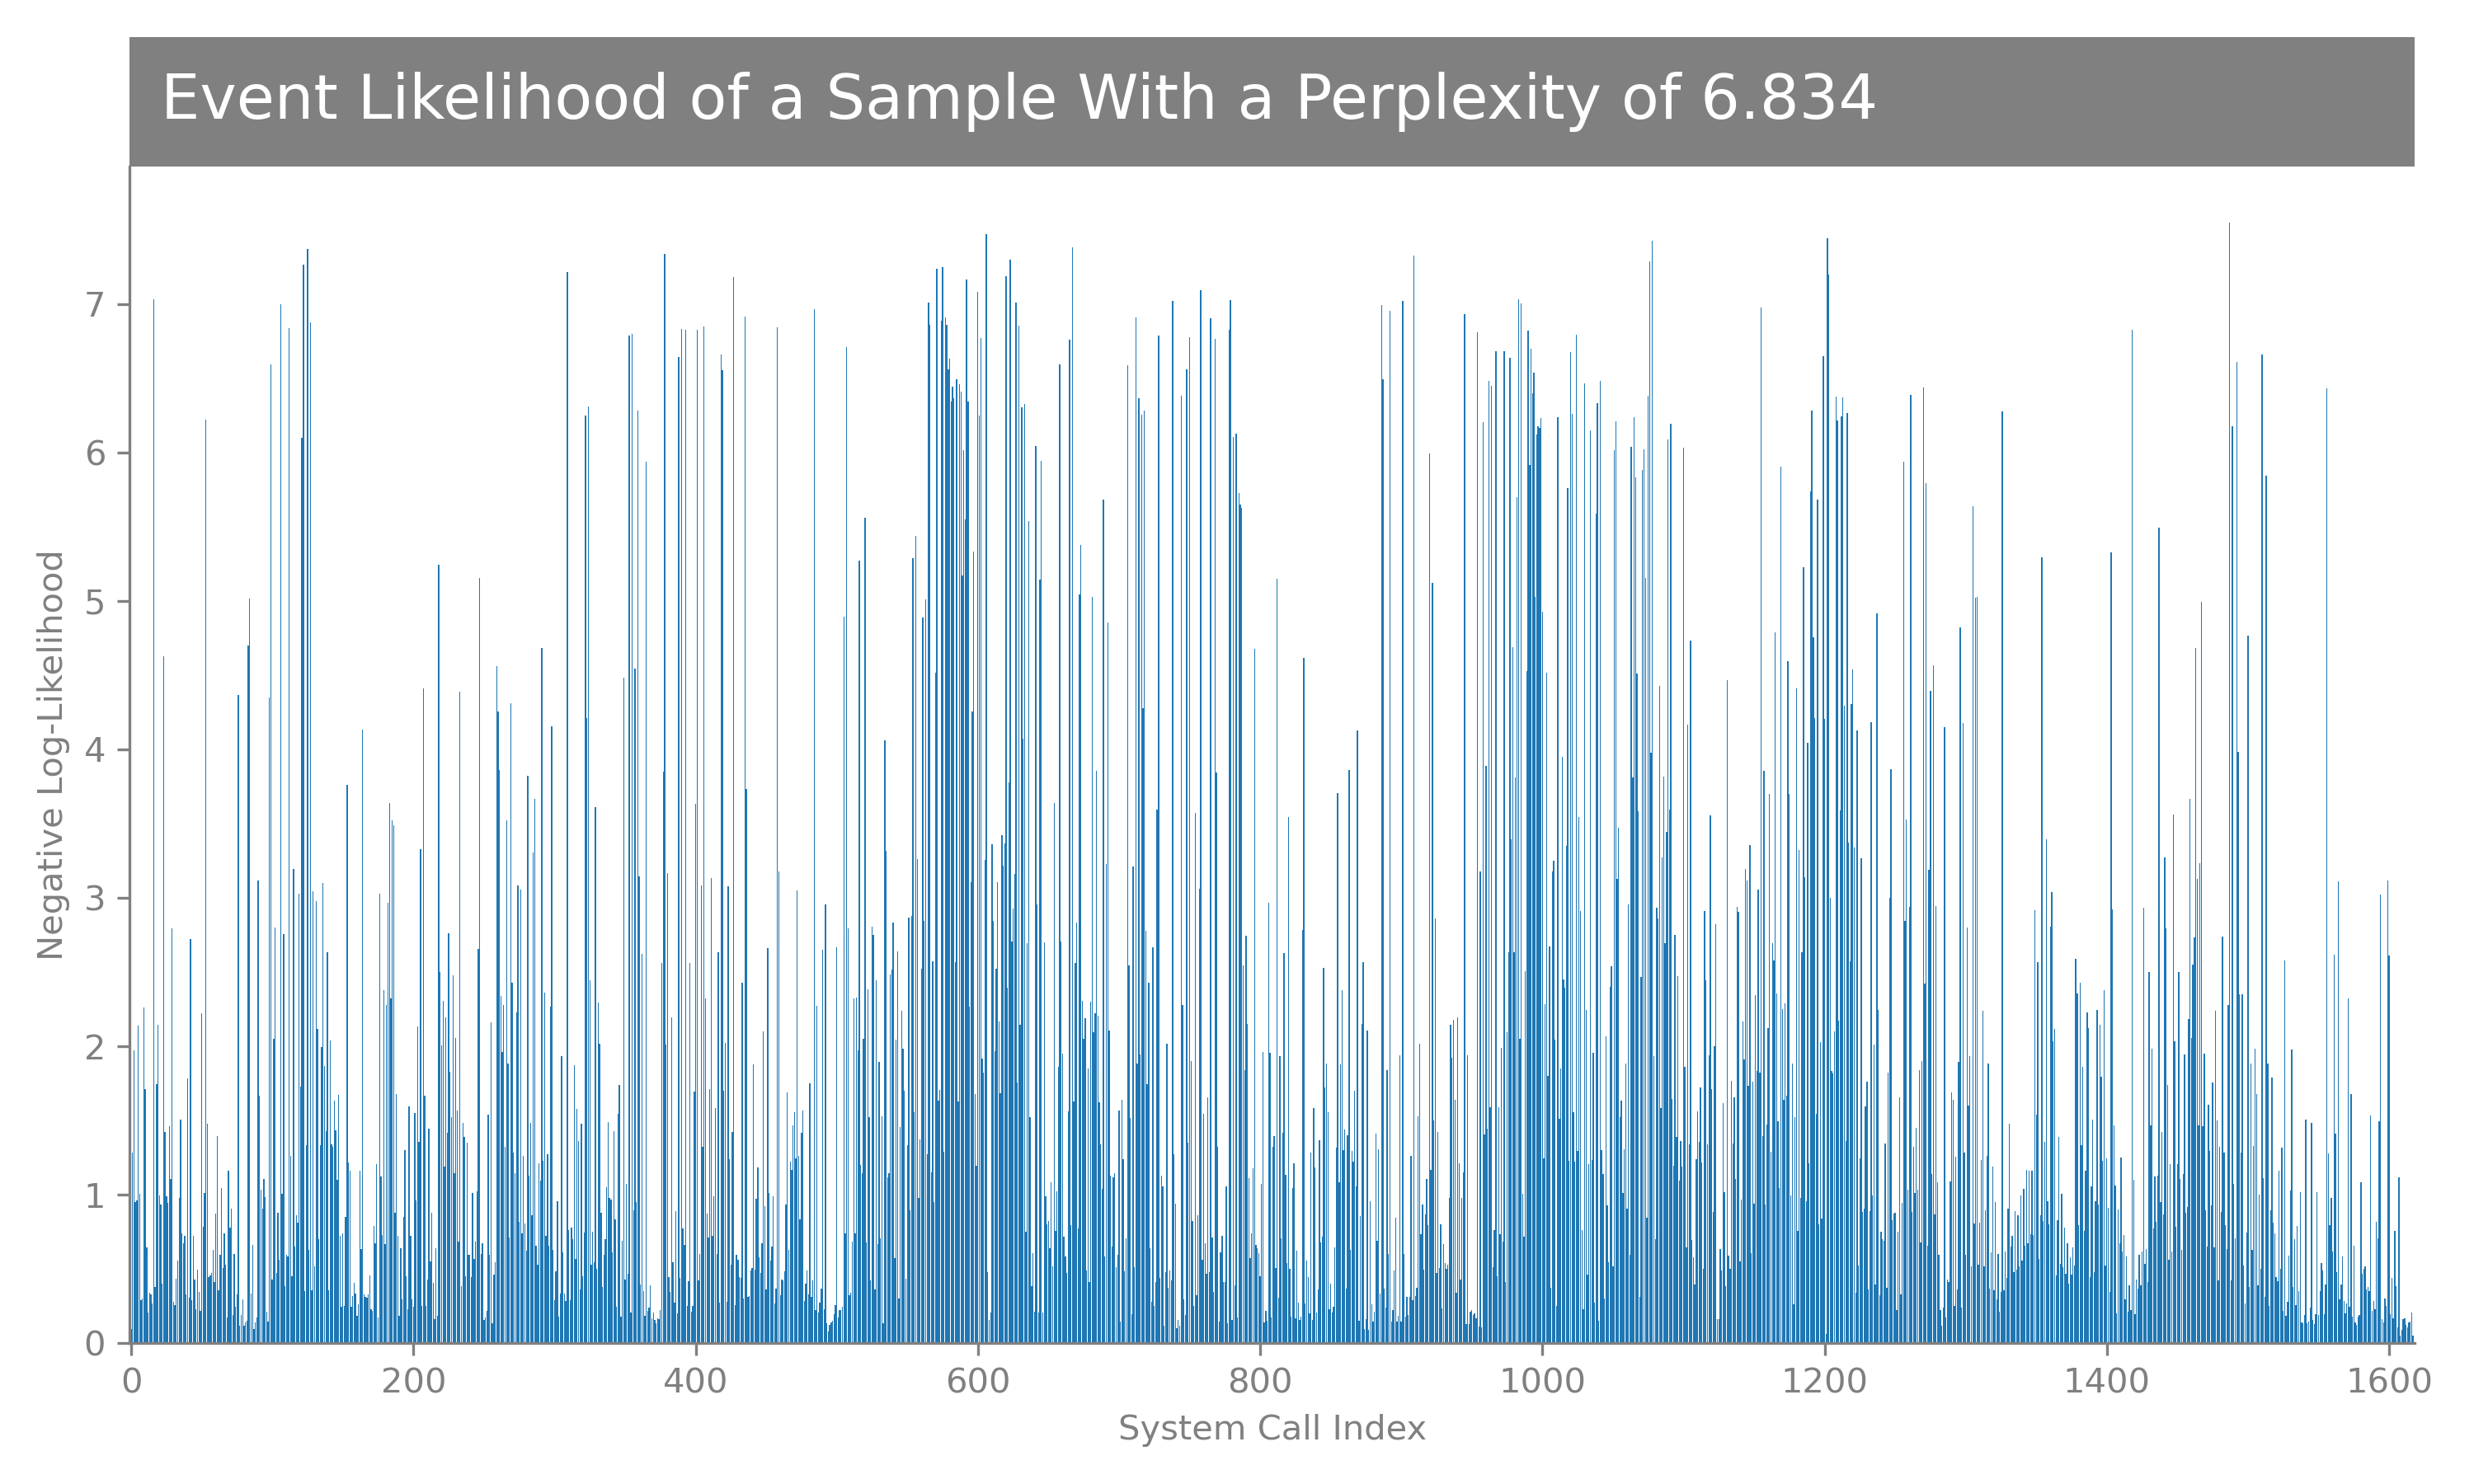 Event Likelihood of a Sample With a Perplexity of 6.834
Negative Log-Likelihood
7
6
5
4
3
2
1
0
0 200 400 600 800 1000 1200 1400 1600
System Call Index